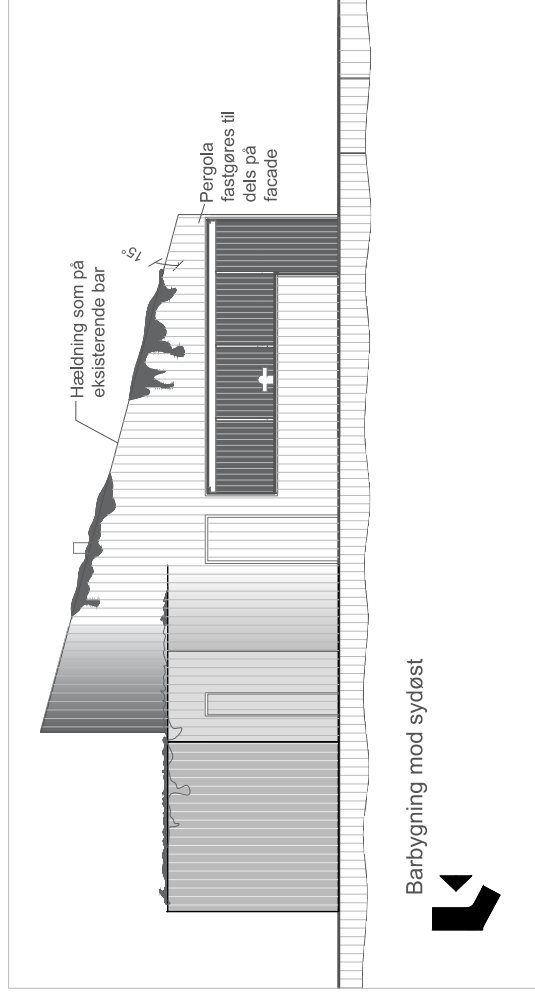 Hældning som på
eksisterende bar
15°
Pergola
fastgøres til
dels på
facade
Barbygning mod sydøst